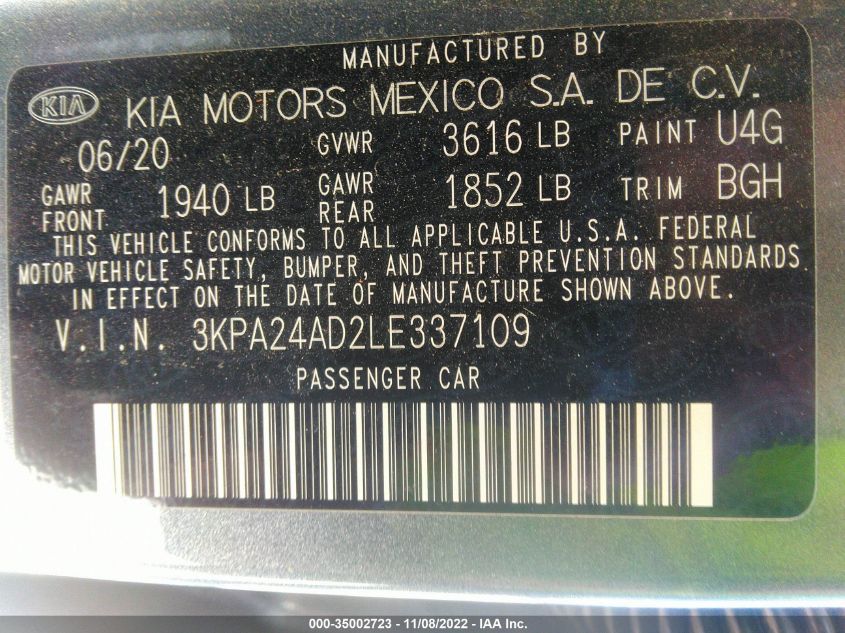 MANUFACTURED BY
KIA KIA MOTORS MEXICO S.A. DE C.V.
06/20 GVWR 3616 LB PAINT U4G
GAWR FRONT 1940 LB GAWR REAR 1852 LB TRIM BGH
THIS VEHICLE CONFORMS TO ALL APPLICABLE U.S.A. FEDERAL
MOTOR VEHICLE SAFETY, BUMPER, AND THEFT PREVENTION STANDARDS
IN EFFECT ON THE DATE OF MANUFACTURE SHOWN ABOVE.
V.I.N. 3KPA24AD2LE337109
PASSENGER CAR
000-35002723 - 11/08/2022 - IAA Inc.